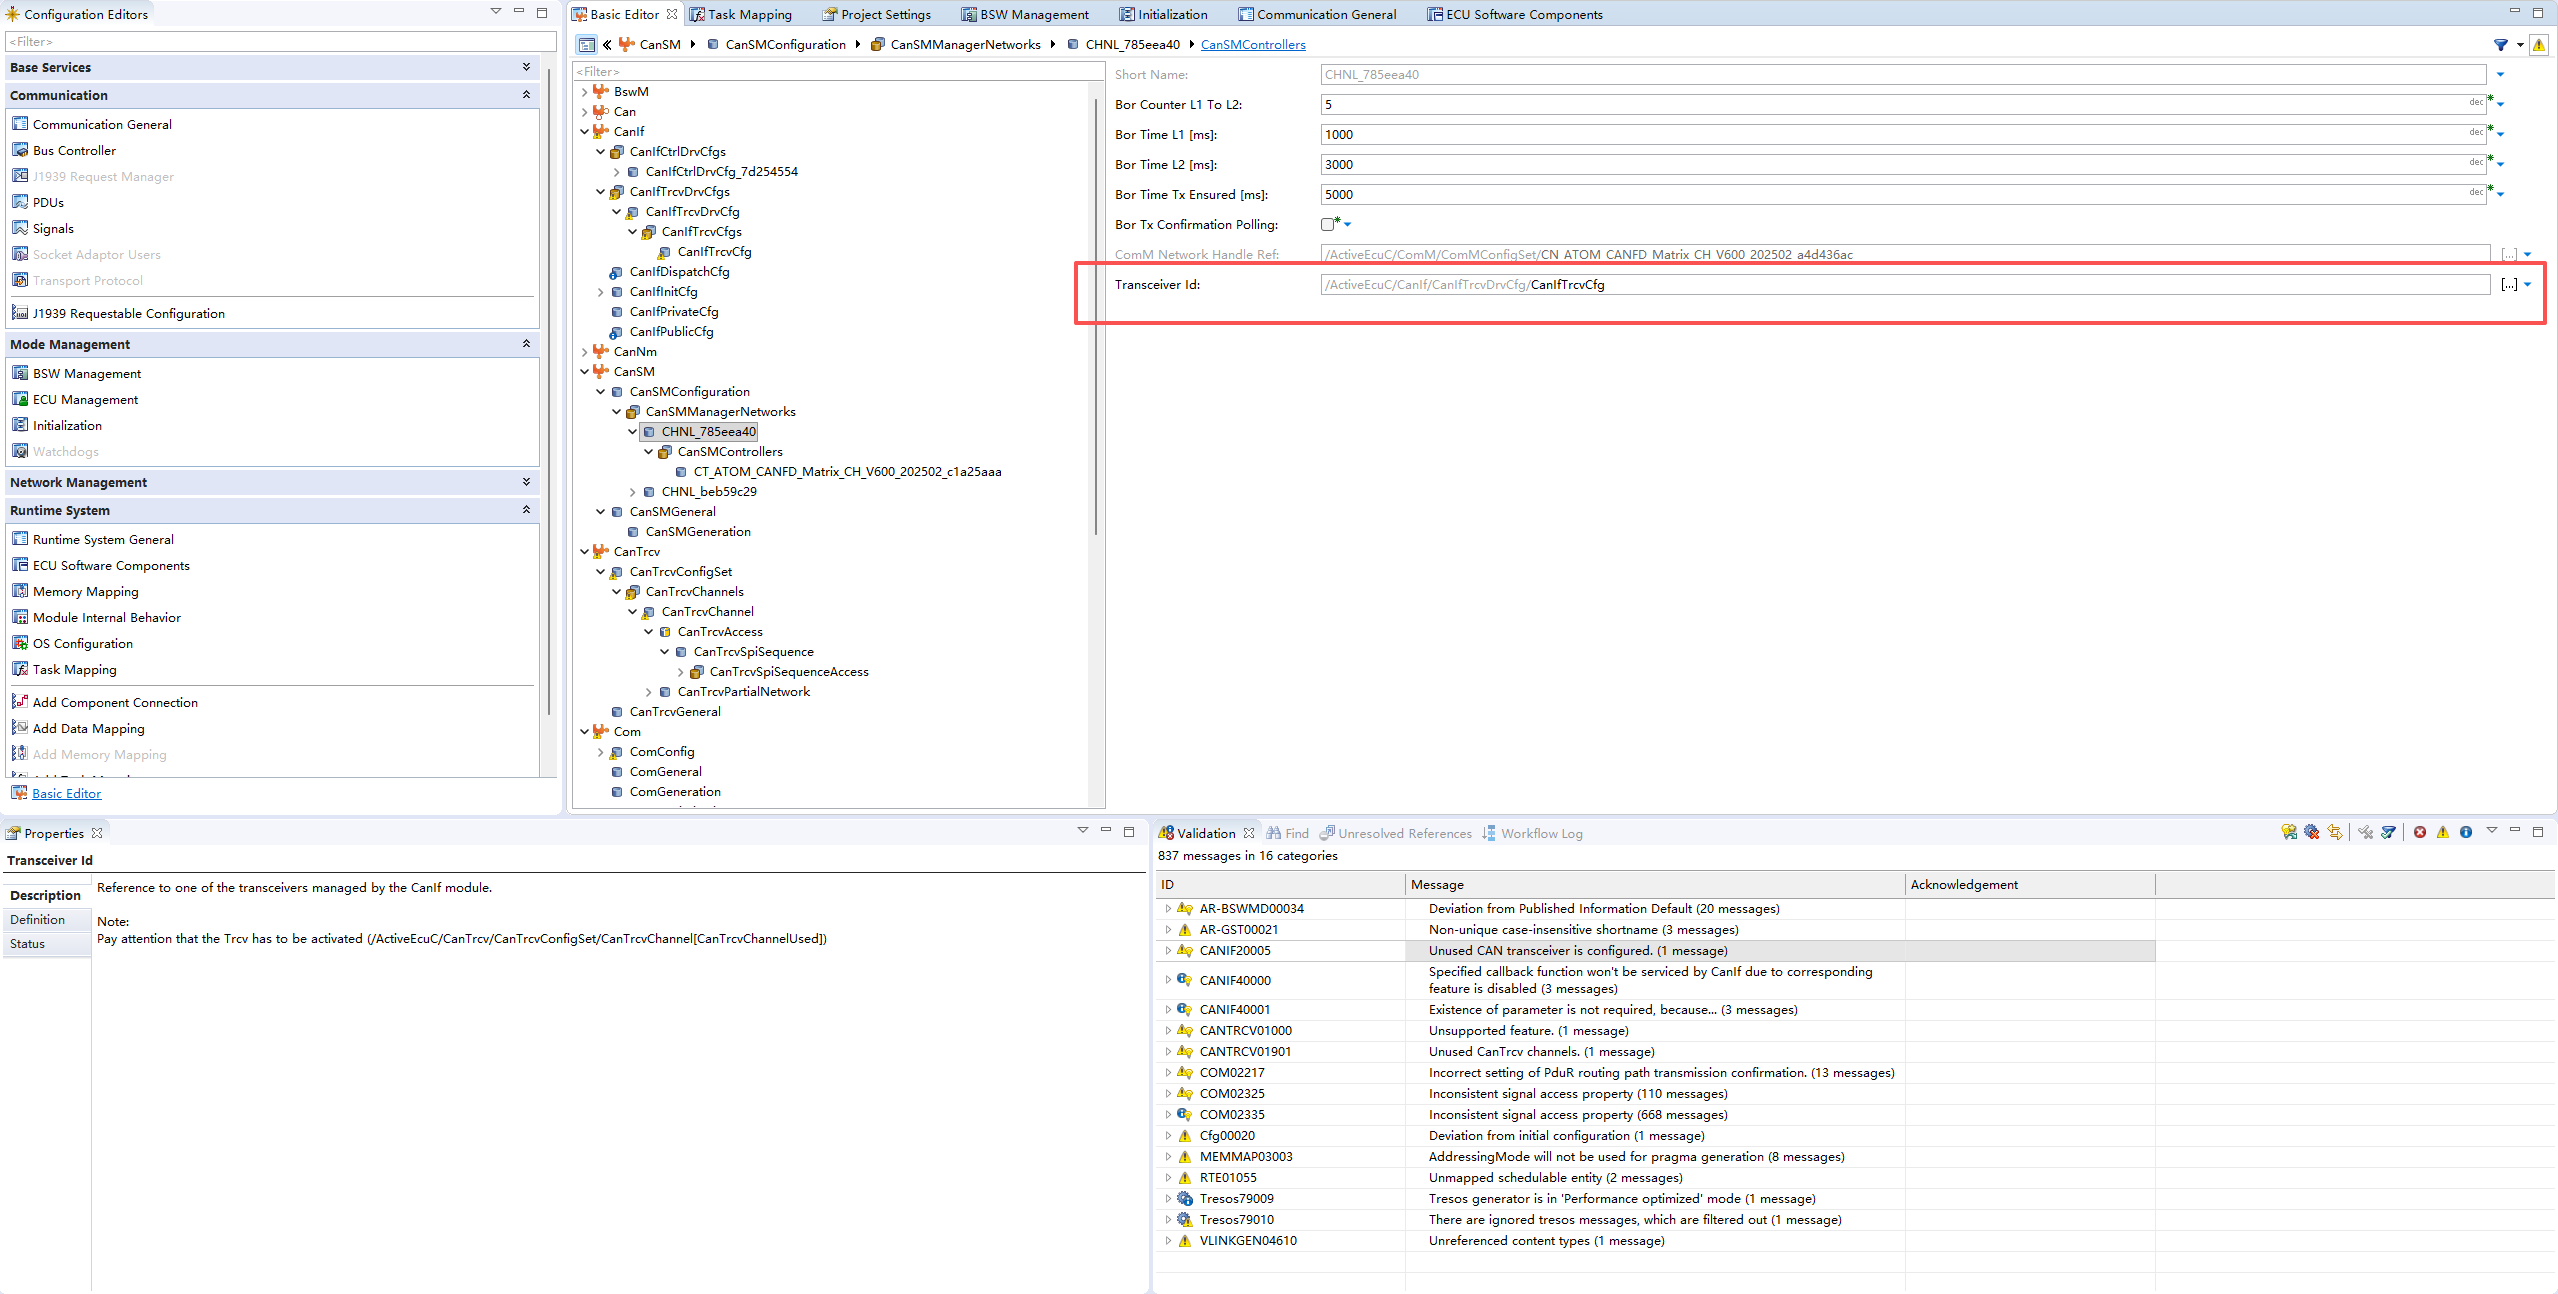 Configuration Editors
<Filter>
Base Services
Communication
Communication General
Bus Controller
J1939 Request Manager
PDUs
Signals
Socket Adaptor Users
Transport Protocol
J1939 Requestable Configuration
Mode Management
BSW Management
ECU Management
Initialization
Watchdogs
Network Management
Runtime System
Runtime System General
ECU Software Components
Memory Mapping
Module Internal Behavior
OS Configuration
Task Mapping
Add Component Connection
Add Data Mapping
Add Memory Mapping
Basic Editor
Basic Editor Task Mapping Project Settings BSW Management Initialization Communication General ECU Software Components
CanSM CanSMConfiguration CanSMManagerNetworks CHNL_785eea40 CanSMControllers
<Filter>
BswM
Can
CanIf
CanIfCtrlDrvCfgs
CanIfCtrlDrvCfg_7d254554
CanIfTrcvDrvCfgs
CanIfTrcvDrvCfg
CanIfTrcvCfgs
CanIfTrcvCfg
CanIfDispatchCfg
CanIfInitCfg
CanIfPrivateCfg
CanIfPublicCfg
CanNm
CanSM
CanSMConfiguration
CanSMManagerNetworks
CHNL_785eea40
CanSMControllers
CT_ATOM_CANFD_Matrix_CH_V600_202502_c1a25aaa
CHNL_beb59c29
CanSMGeneral
CanSMGeneration
CanTrcv
CanTrcvConfigSet
CanTrcvChannels
CanTrcvChannel
CanTrcvAccess
CanTrcvSpiSequence
CanTrcvSpiSequenceAccess
CanTrcvPartialNetwork
CanTrcvGeneral
Com
ComConfig
ComGeneral
ComGeneration
Short Name: CHNL_785eea40
Bor Counter L1 To L2: 5 dec *
Bor Time L1 [ms]: 1000 dec *
Bor Time L2 [ms]: 3000 dec *
Bor Time Tx Ensured [ms]: 5000 dec *
Bor Tx Confirmation Polling: *
ComM Network Handle Ref: /ActiveEcuC/ComM/ComMConfigSet/CN_ATOM_CANFD_Matrix_CH_V600_202502_a4d436ac [...]
Transceiver Id: /ActiveEcuC/CanIf/CanIfTrcvDrvCfg/CanIfTrcvCfg [...]
Properties
Transceiver Id
Description
Definition
Status
Reference to one of the transceivers managed by the CanIf module.
Note:
Pay attention that the Trcv has to be activated (/ActiveEcuC/CanTrcv/CanTrcvConfigSet/CanTrcvChannel[CanTrcvChannelUsed])
Validation Find Unresolved References Workflow Log
837 messages in 16 categories
ID Message Acknowledgement
AR-BSWMD00034 Deviation from Published Information Default (20 messages)
AR-GST00021 Non-unique case-insensitive shortname (3 messages)
CANIF20005 Unused CAN transceiver is configured. (1 message)
CANIF40000 Specified callback function won't be serviced by CanIf due to corresponding
feature is disabled (3 messages)
CANIF40001 Existence of parameter is not required, because... (3 messages)
CANTRCV01000 Unsupported feature. (1 message)
CANTRCV01901 Unused CanTrcv channels. (1 message)
COM02217 Incorrect setting of PduR routing path transmission confirmation. (13 messages)
COM02325 Inconsistent signal access property (110 messages)
COM02335 Inconsistent signal access property (668 messages)
Cfg00020 Deviation from initial configuration (1 message)
MEMMAP03003 AddressingMode will not be used for pragma generation (8 messages)
RTE01055 Unmapped schedulable entity (2 messages)
Tresos79009 Tresos generator is in 'Performance optimized' mode (1 message)
Tresos79010 There are ignored tresos messages, which are filtered out (1 message)
VLINKGEN04610 Unreferenced content types (1 message)